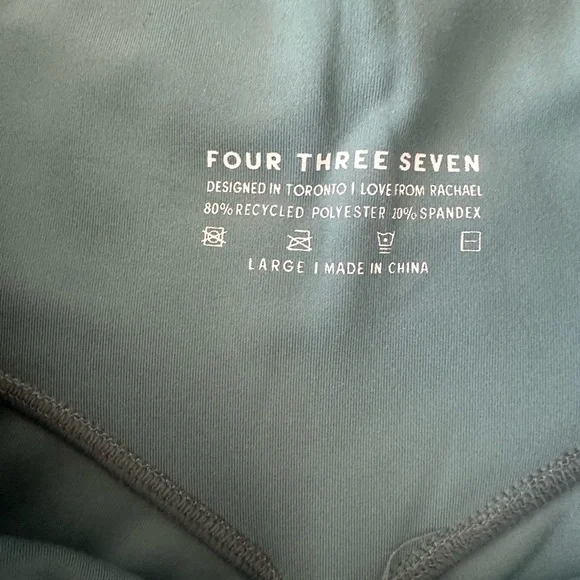 FOUR THREE SEVEN
DESIGNED IN TORONTO | LOVE FROM RACHAEL
80% RECYCLED POLYESTER 20% SPANDEX
LARGE | MADE IN CHINA